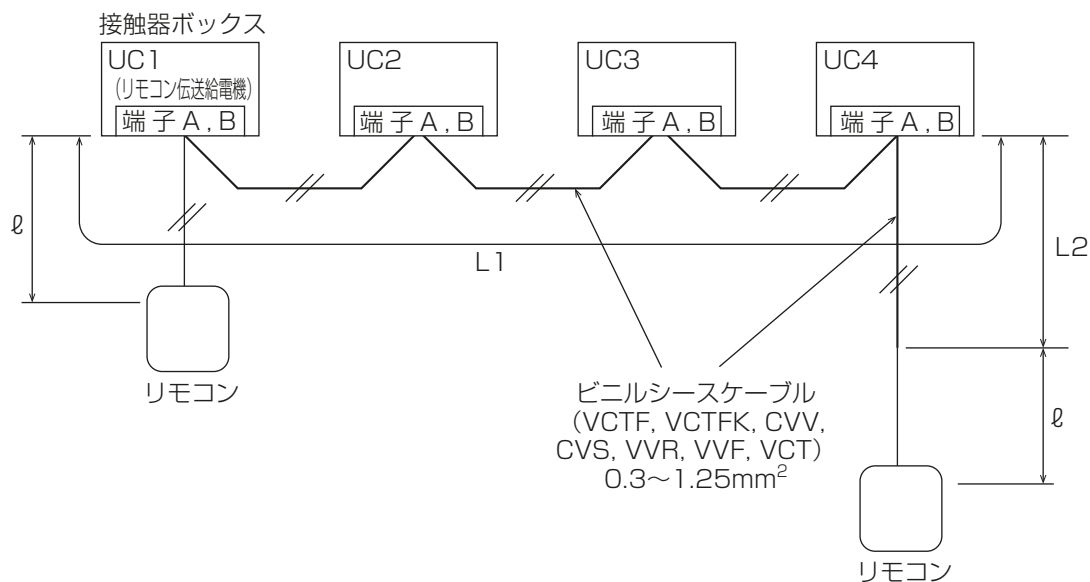 接触器ボックス
UC1
(リモコン伝送給電機)
端子A,B
UC2
端子A,B
UC3
端子A,B
UC4
端子A,B
ℓ
L1
L2
リモコン
ビニルシースケーブル
(VCTF, VCTFK, CVV,
CVS, VVR, VVF, VCT)
0.3～1.25mm²
ℓ
リモコン